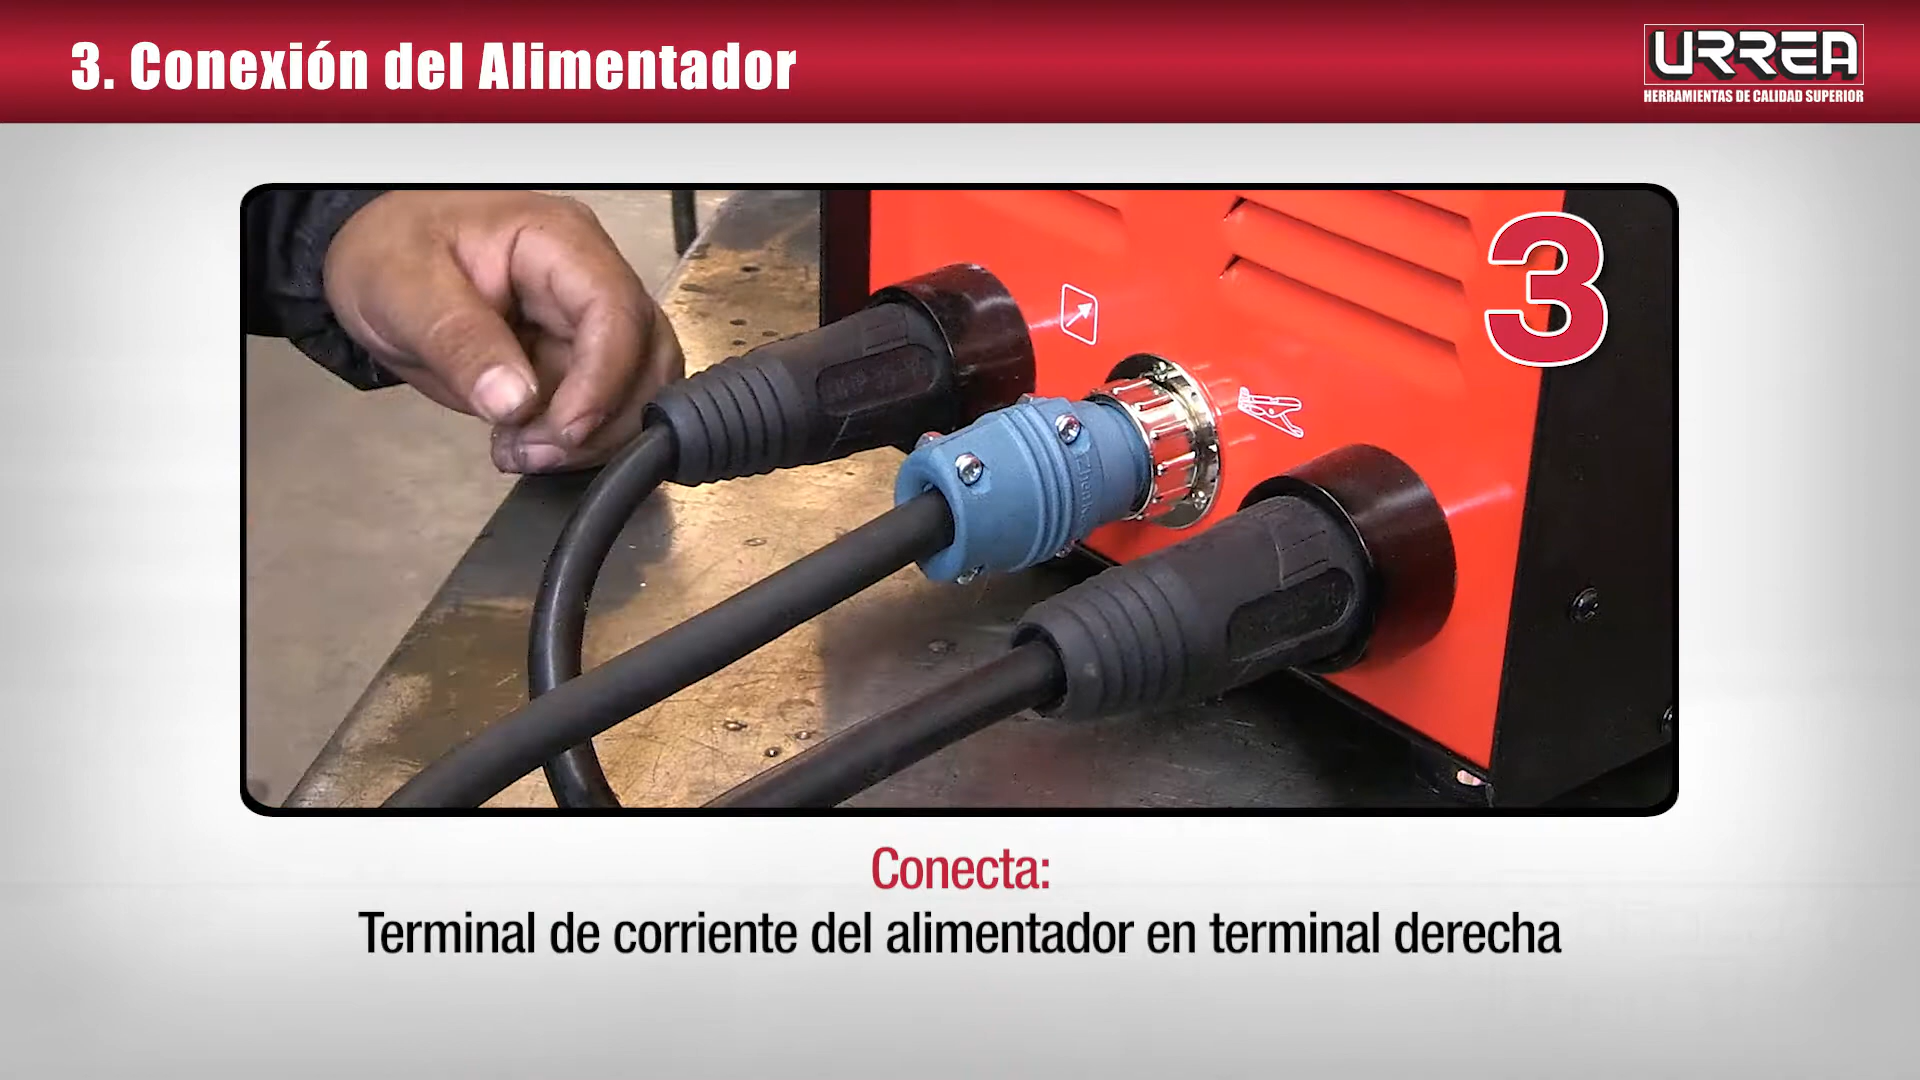 3. Conexión del Alimentador
URREA
HERRAMIENTAS DE CALIDAD SUPERIOR
3
Conecta:
Terminal de corriente del alimentador en terminal derecha